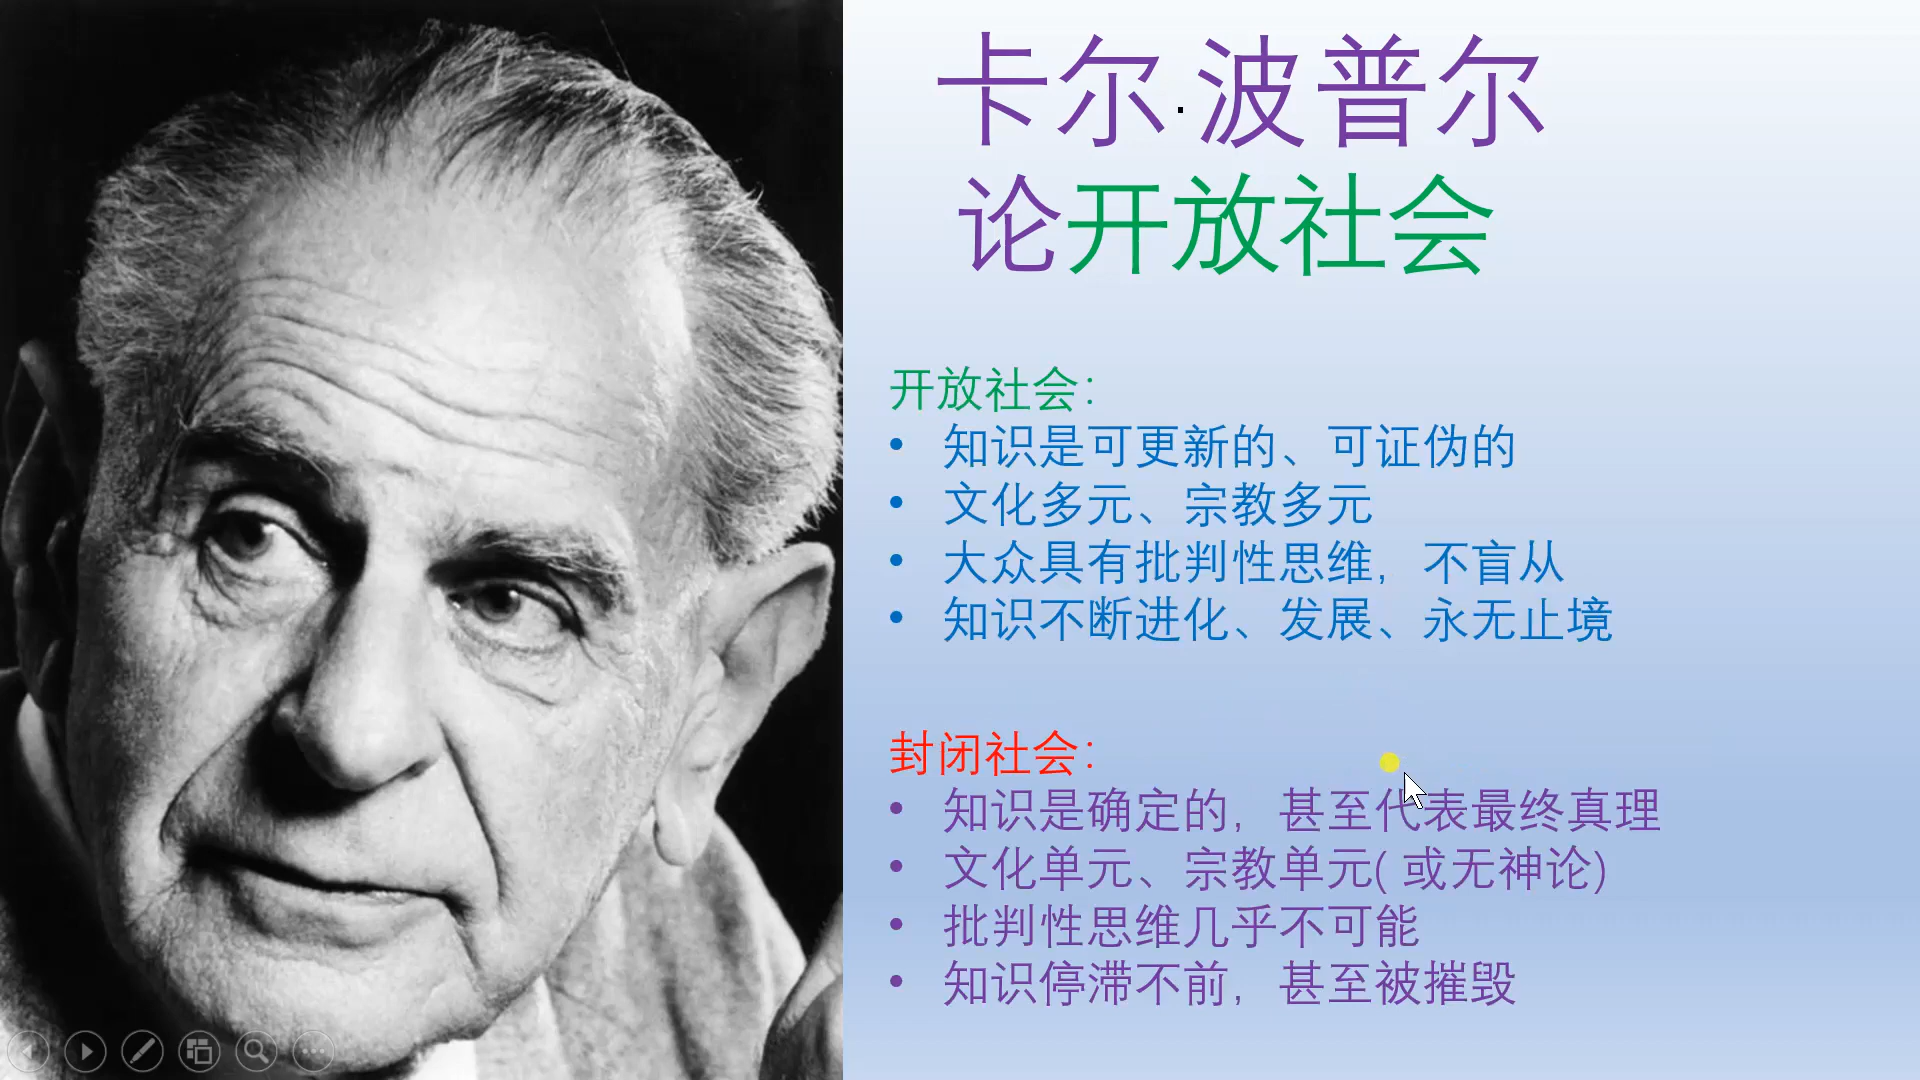 卡尔·波普尔
论开放社会
开放社会：
• 知识是可更新的、可证伪的
• 文化多元、宗教多元
• 大众具有批判性思维，不盲从
• 知识不断进化、发展、永无止境
封闭社会：
• 知识是确定的，甚至代表最终真理
• 文化单元、宗教单元( 或无神论)
• 批判性思维几乎不可能
• 知识停滞不前，甚至被摧毁